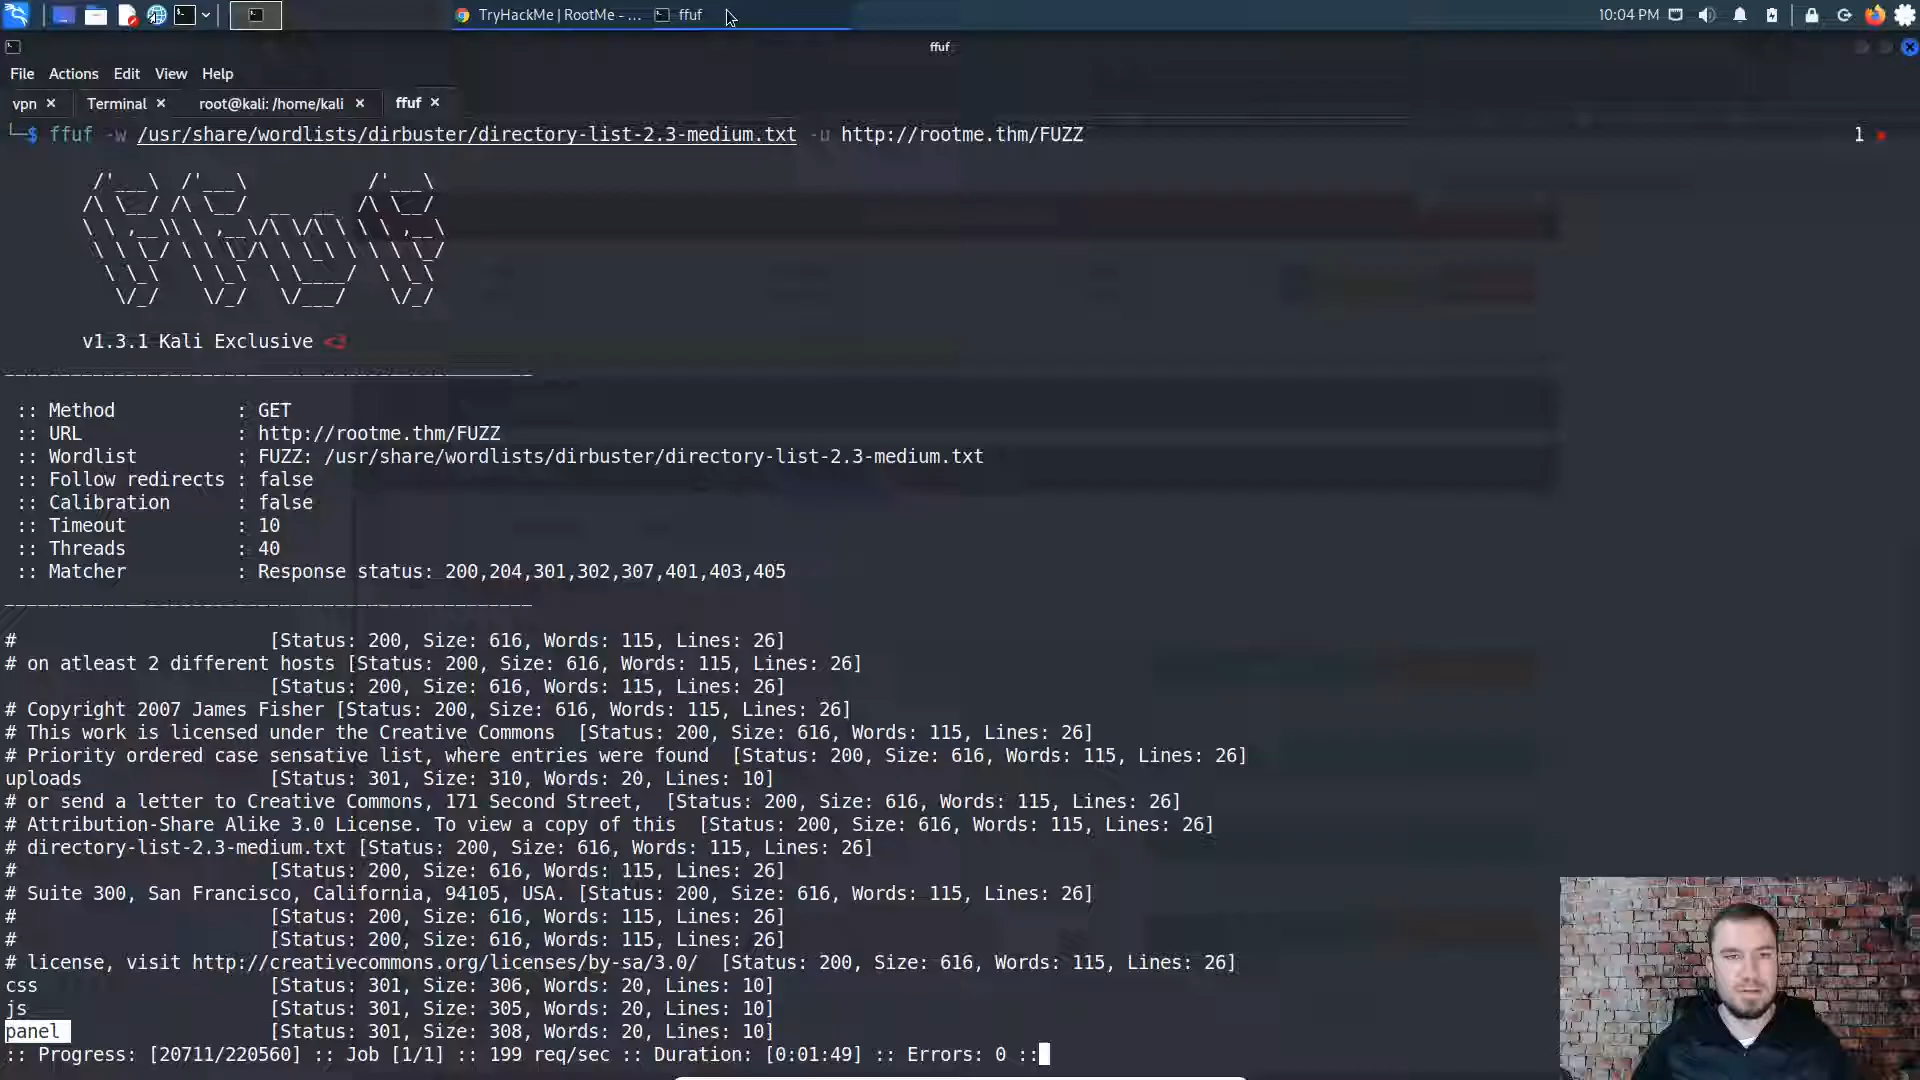 TryHackMe | RootMe - ... ffuf 10:04 PM
ffuf
File Actions Edit View Help
vpn × Terminal × root@kali: /home/kali × ffuf ×
└─$ ffuf -w /usr/share/wordlists/dirbuster/directory-list-2.3-medium.txt -u http://rootme.thm/FUZZ 1
/'___\ /'___\ /'___\
/\ \__/ /\ \__/ __ __ /\ \__/
\ \ ,__\\ \ ,__\/\ \/\ \ \ \ ,__\
\ \ \_/ \ \ \_/\ \ \_\ \ \ \ \_/
\ \_\ \ \_\ \ \____/ \ \_\
\/_/ \/_/ \/___/ \/_/
v1.3.1 Kali Exclusive <3
________________________________________________
:: Method : GET
:: URL : http://rootme.thm/FUZZ
:: Wordlist : FUZZ: /usr/share/wordlists/dirbuster/directory-list-2.3-medium.txt
:: Follow redirects : false
:: Calibration : false
:: Timeout : 10
:: Threads : 40
:: Matcher : Response status: 200,204,301,302,307,401,403,405
________________________________________________
# [Status: 200, Size: 616, Words: 115, Lines: 26]
# on atleast 2 different hosts [Status: 200, Size: 616, Words: 115, Lines: 26]
[Status: 200, Size: 616, Words: 115, Lines: 26]
# Copyright 2007 James Fisher [Status: 200, Size: 616, Words: 115, Lines: 26]
# This work is licensed under the Creative Commons [Status: 200, Size: 616, Words: 115, Lines: 26]
# Priority ordered case sensative list, where entries were found [Status: 200, Size: 616, Words: 115, Lines: 26]
uploads [Status: 301, Size: 310, Words: 20, Lines: 10]
# or send a letter to Creative Commons, 171 Second Street, [Status: 200, Size: 616, Words: 115, Lines: 26]
# Attribution-Share Alike 3.0 License. To view a copy of this [Status: 200, Size: 616, Words: 115, Lines: 26]
# directory-list-2.3-medium.txt [Status: 200, Size: 616, Words: 115, Lines: 26]
# [Status: 200, Size: 616, Words: 115, Lines: 26]
# Suite 300, San Francisco, California, 94105, USA. [Status: 200, Size: 616, Words: 115, Lines: 26]
# [Status: 200, Size: 616, Words: 115, Lines: 26]
# [Status: 200, Size: 616, Words: 115, Lines: 26]
# license, visit http://creativecommons.org/licenses/by-sa/3.0/ [Status: 200, Size: 616, Words: 115, Lines: 26]
css [Status: 301, Size: 306, Words: 20, Lines: 10]
js [Status: 301, Size: 305, Words: 20, Lines: 10]
panel [Status: 301, Size: 308, Words: 20, Lines: 10]
:: Progress: [20711/220560] :: Job [1/1] :: 199 req/sec :: Duration: [0:01:49] :: Errors: 0 ::